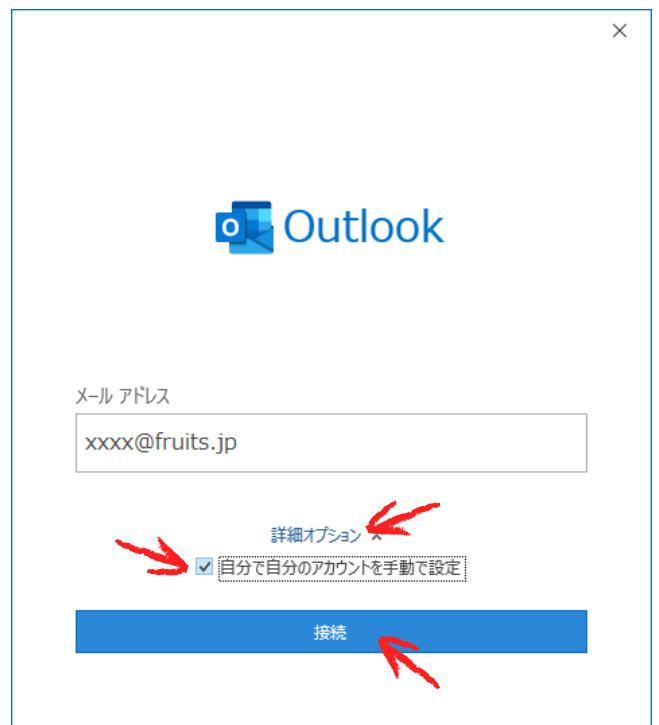 Outlook
メール アドレス
xxxx@fruits.jp
詳細オプション
自分で自分のアカウントを手動で設定
接続